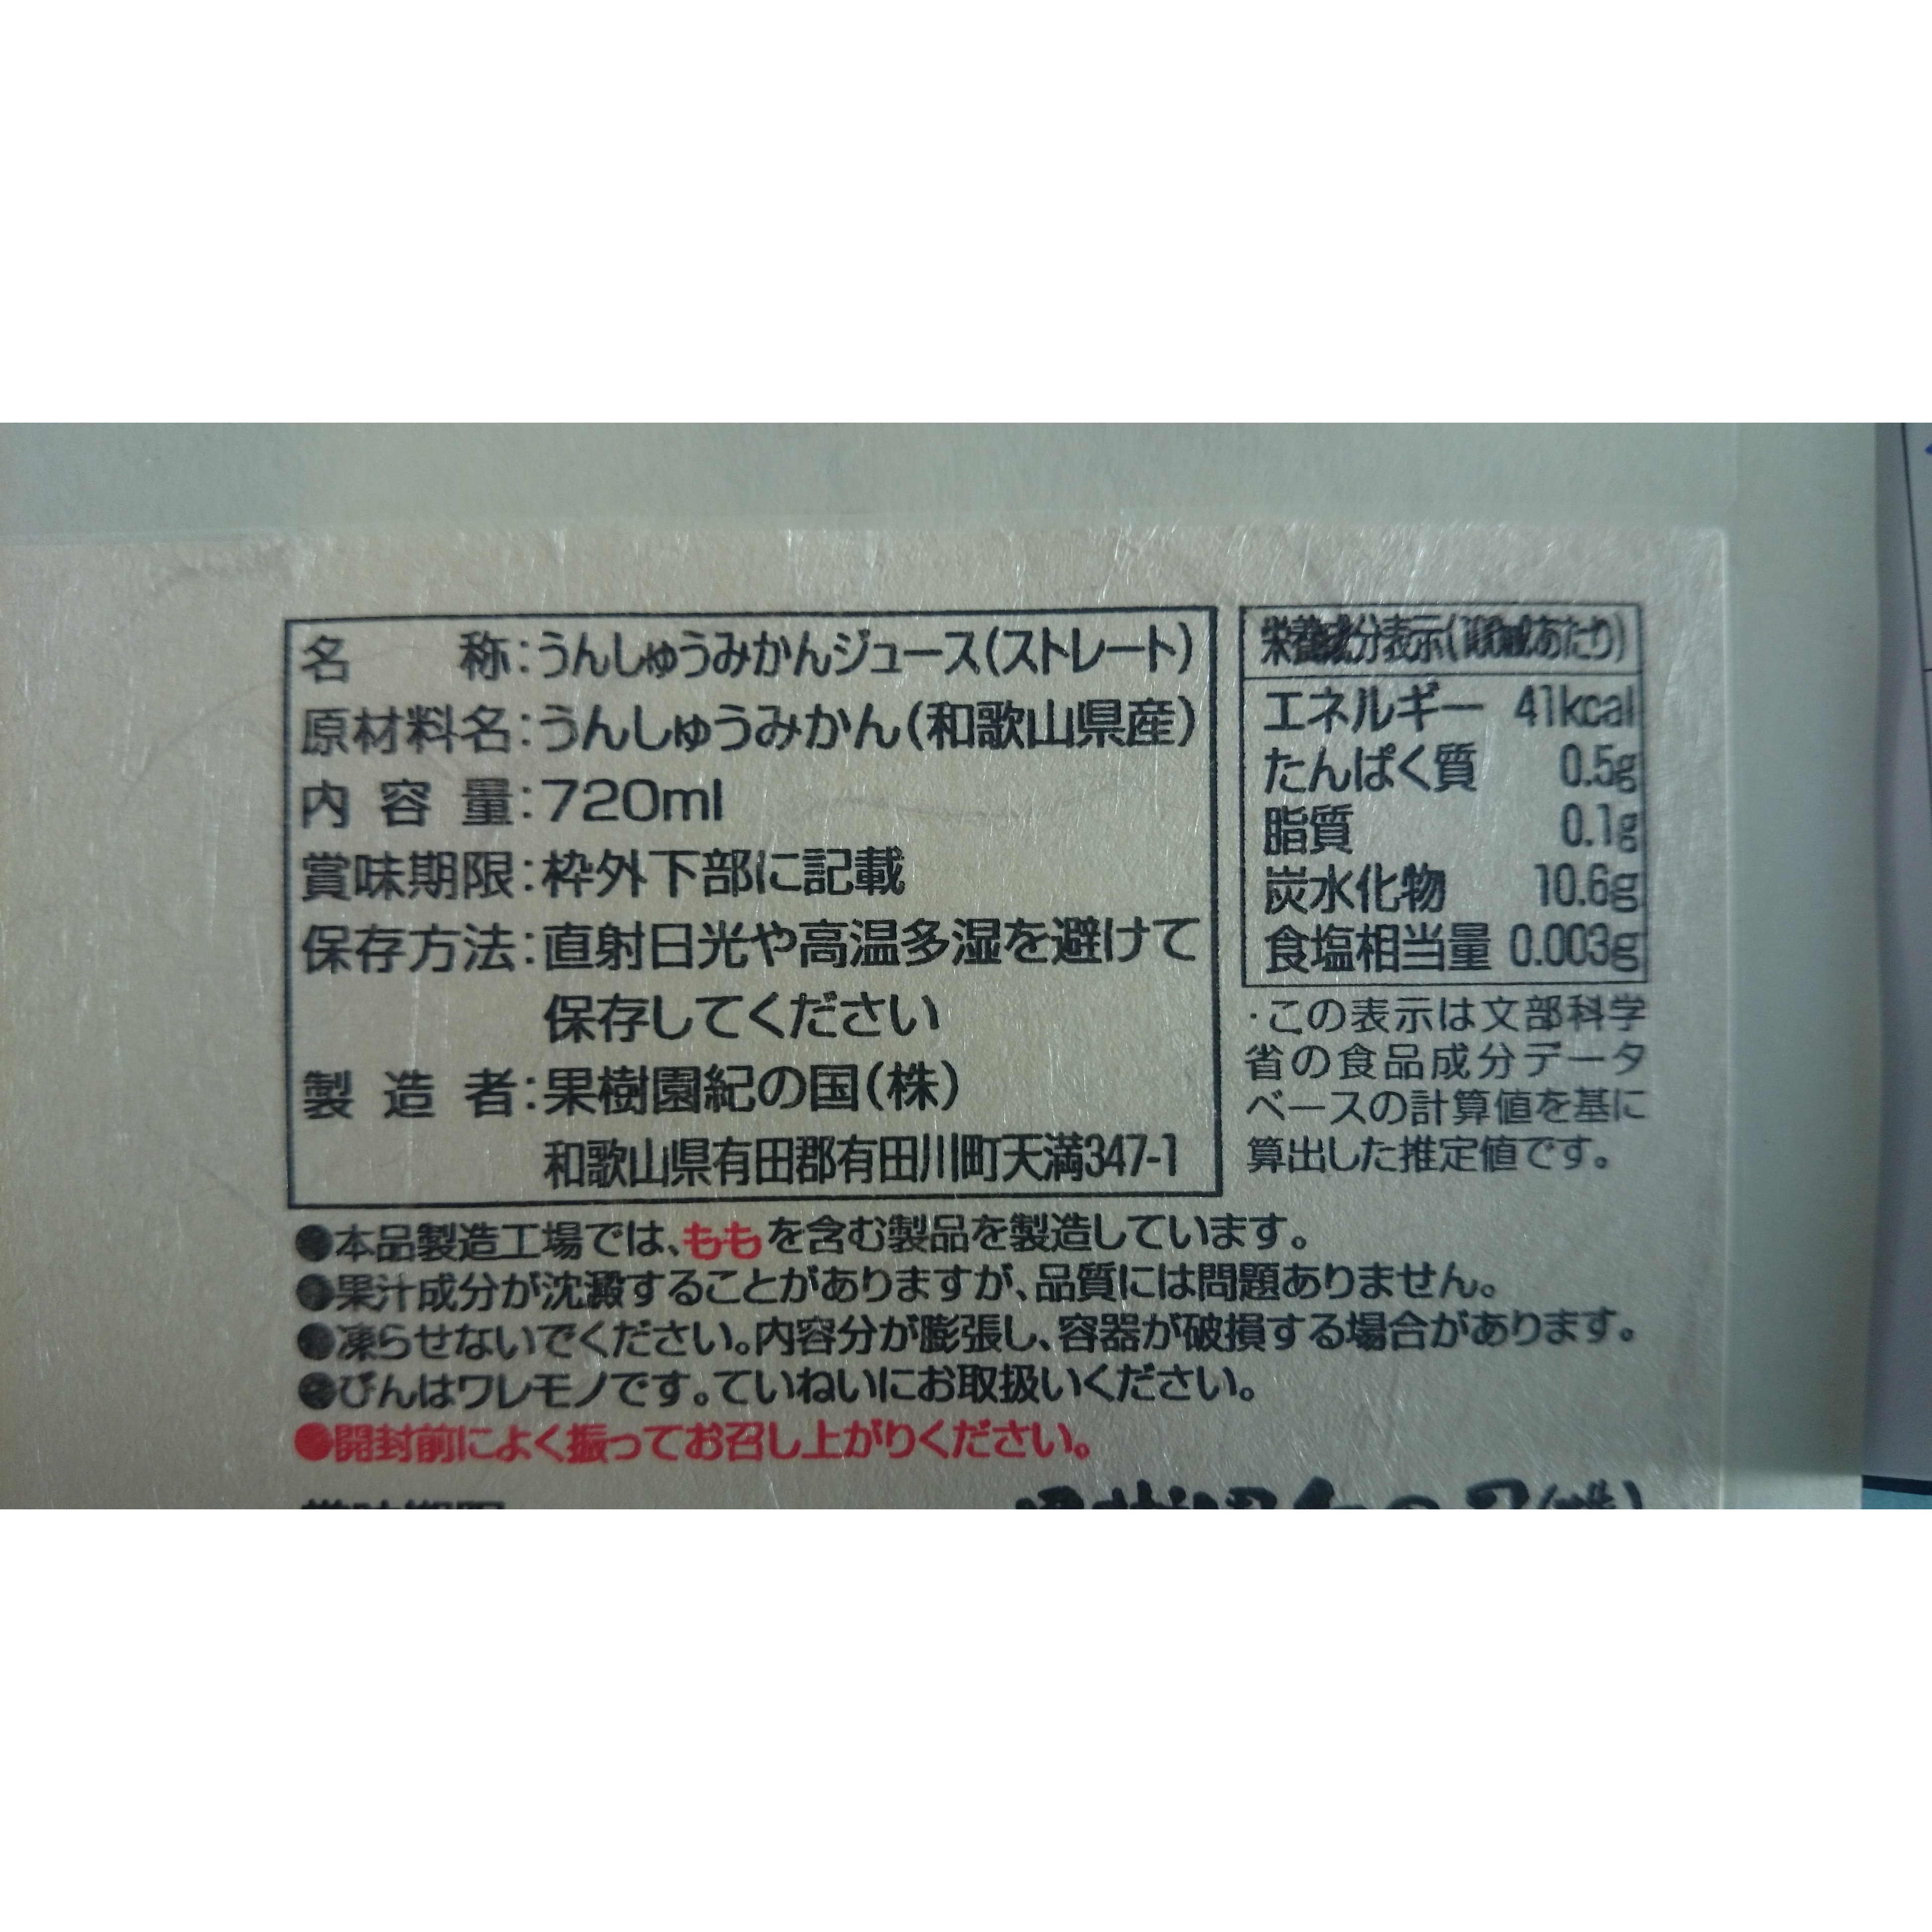 名 称:うんしゅうみかんジュース(ストレート)
原材料名:うんしゅうみかん(和歌山県産)
内容量:720ml
賞味期限:枠外下部に記載
保存方法:直射日光や高温多湿を避けて
保存してください
製造者:果樹園紀の国(株)
和歌山県有田郡有田川町天満347-1
栄養成分表示(100mlあたり)
エネルギー 41kcal
たんぱく質 0.5g
脂質 0.1g
炭水化物 10.6g
食塩相当量 0.003g
・この表示は文部科学
省の食品成分データ
ベースの計算値を基に
算出した推定値です。
●本品製造工場では、ももを含む製品を製造しています。
●果汁成分が沈澱することがありますが、品質には問題ありません。
●凍らせないでください。内容分が膨張し、容器が破損する場合があります。
●びんはワレモノです。ていねいにお取扱いください。
●開封前によく振ってお召し上がりください。